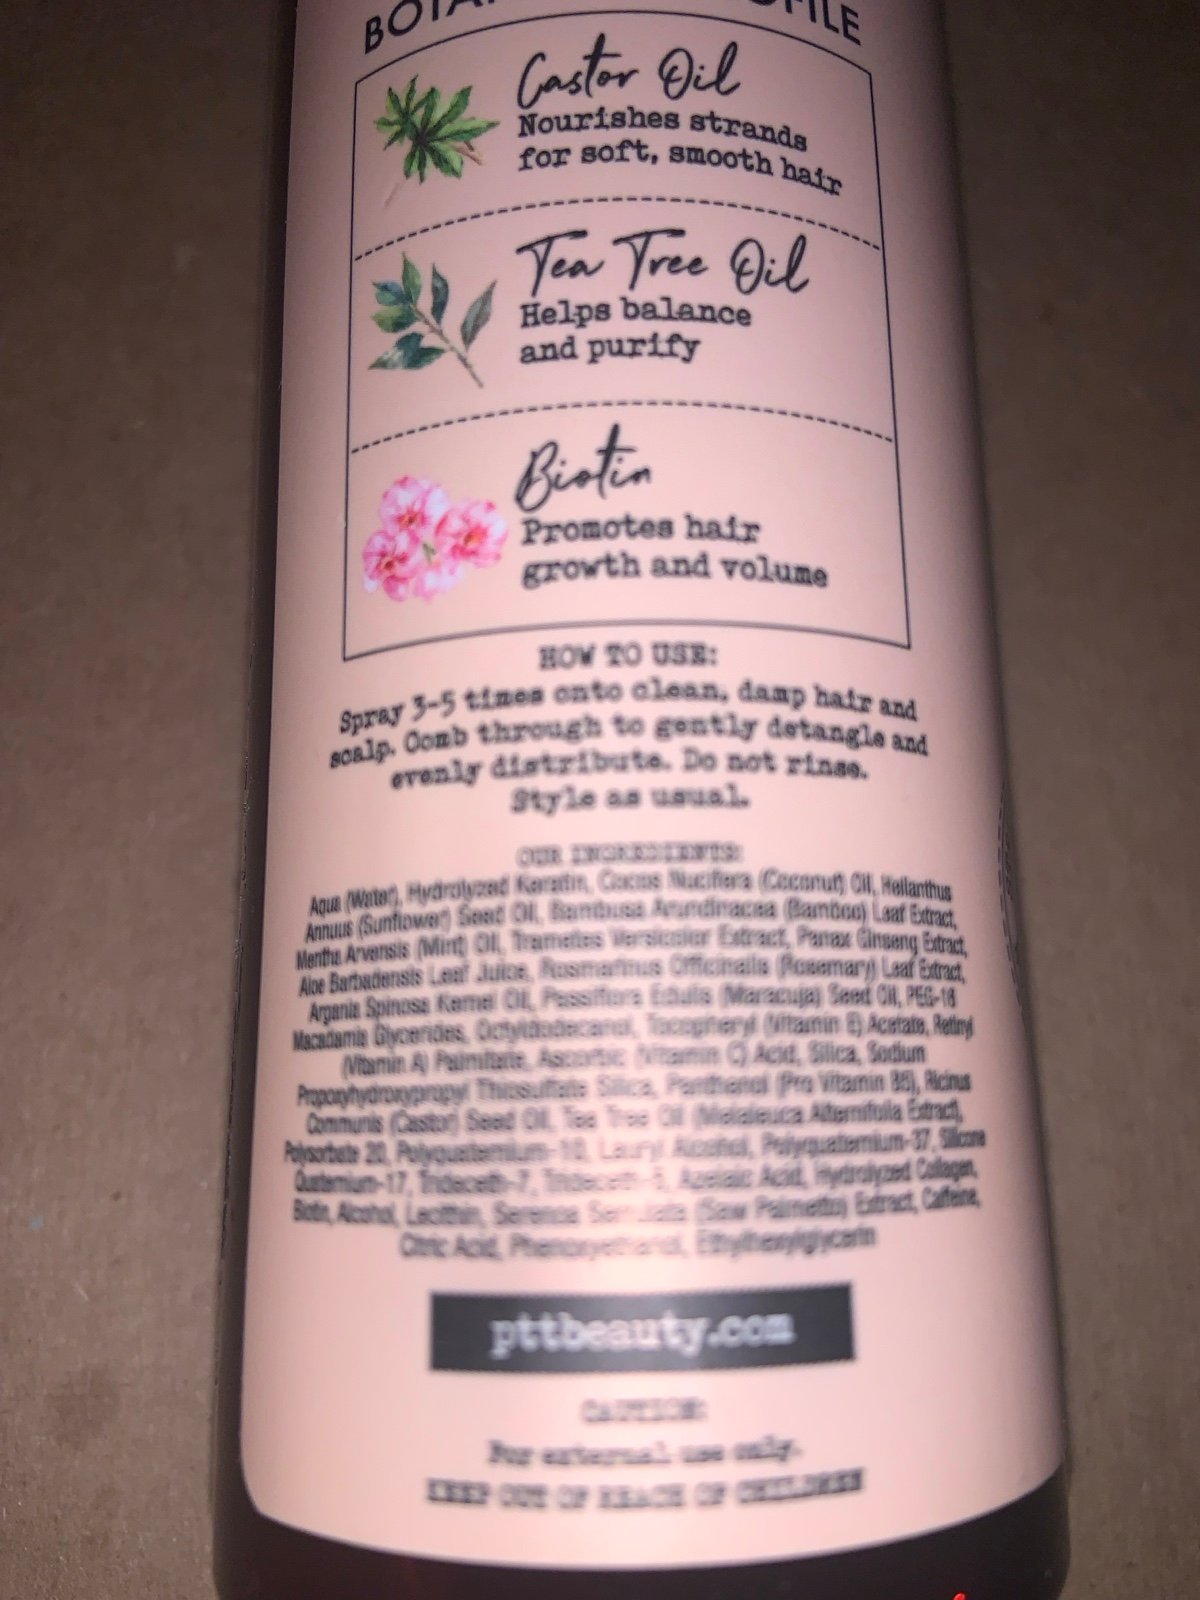 Castor Oil
Nourishes strands
for soft, smooth hair
Tea Tree Oil
Helps balance
and purify
Biotin
Promotes hair
growth and volume
HOW TO USE:
Spray 3-5 times onto clean, damp hair and
scalp. Comb through to gently detangle and
evenly distribute. Do not rinse.
Style as usual.
OUR INGREDIENTS:
Aqua (Water), Hydrolyzed Keratin, Cocos Nucifera (Coconut) Oil, Helianthus
Annuus (Sunflower) Seed Oil, Bambusa Arundinacea (Bamboo) Leaf Extract,
Mentha Arvensis (Mint) Oil, Trametes Versicolor Extract, Panax Ginseng Extract,
Aloe Barbadensis Leaf Juice, Rosmarinus Officinalis (Rosemary) Leaf Extract,
Argania Spinosa Kernel Oil, Passiflora Edulis (Maracuja) Seed Oil, PEG-16
Macadamia Glycerides, Octyldodecanol, Tocopheryl (Vitamin E) Acetate, Retinyl
(Vitamin A) Palmitate, Ascorbic (Vitamin C) Acid, Silica, Sodium
Propoxyhydroxypropyl Thiosulfate Silica, Panthenol (Pro Vitamin B5), Ricinus
Communis (Castor) Seed Oil, Tea Tree Oil (Melaleuca Alternifolia Extract),
Polysorbate 20, Polyquaternium-10, Lauryl Alcohol, Polyquaternium-37, Silicone
Quaternium-17, Trideceth-7, Trideceth-5, Azelaic Acid, Hydrolyzed Collagen,
Biotin, Alcohol, Lecithin, Serenoa Serrulata (Saw Palmetto) Extract, Caffeine,
Citric Acid, Phenoxyethanol, Ethylhexylglycerin
pttbeauty.com
CAUTION:
For external use only.
KEEP OUT OF REACH OF CHILDREN